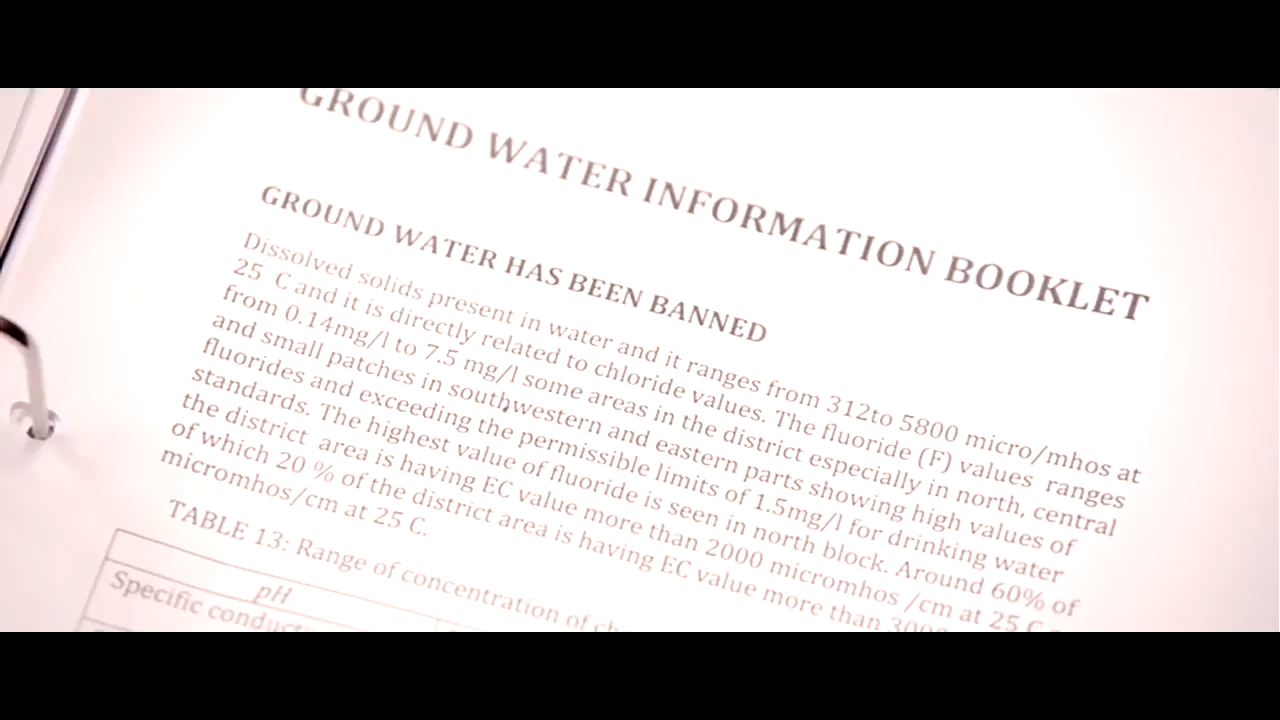 GROUND WATER INFORMATION BOOKLET
GROUND WATER HAS BEEN BANNED
Dissolved solids present in water and it ranges from 312to 5800 micro/mhos at
25 C and it is directly related to chloride values. The fluoride (F) values ranges
from 0.14mg/l to 7.5 mg/l some areas in the district especially in north, central
and small patches in southwestern and eastern parts showing high values of
fluorides and exceeding the permissible limits of 1.5mg/l for drinking water
standards. The highest value of fluoride is seen in north block. Around 60% of
the district area is having EC value more than 2000 micromhos /cm at 25 C
of which 20 % of the district area is having EC value more than 3000
micromhos/cm at 25 C.
TABLE 13: Range of concentration of
pH
Specific